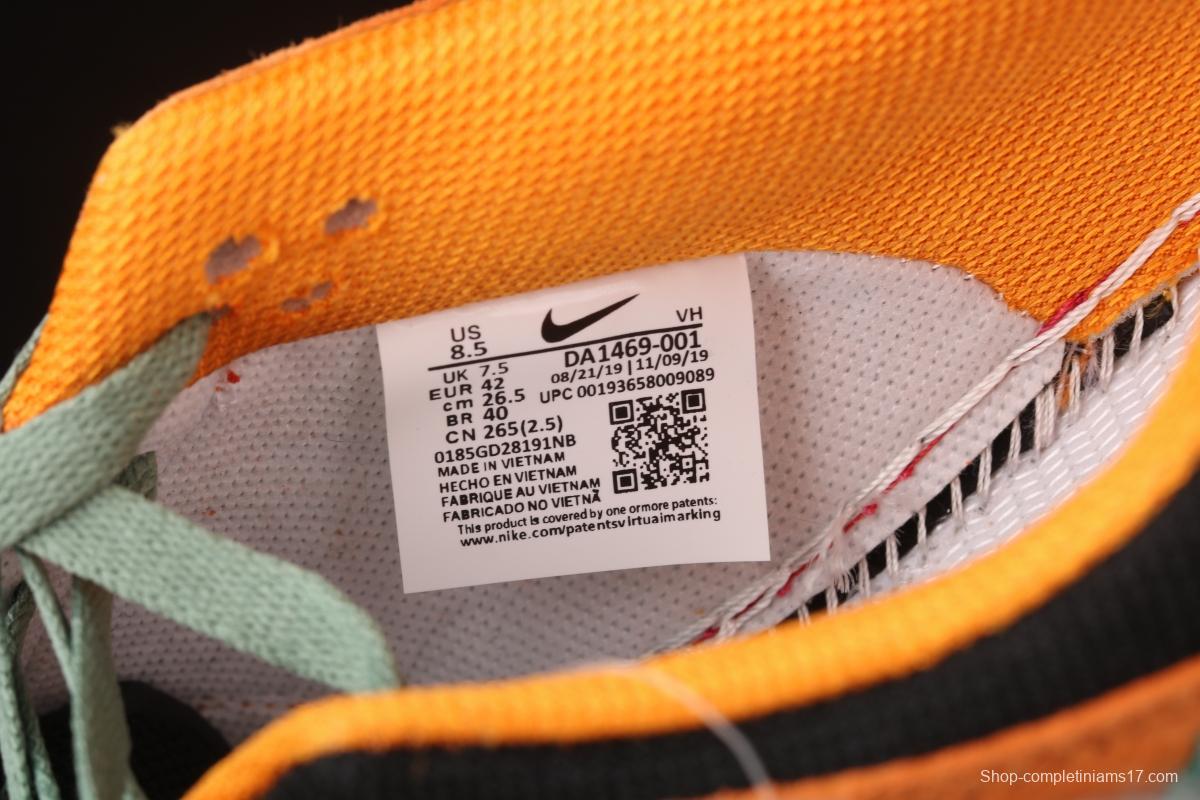 US
8.5
VH
UK 7.5
EUR 42
cm 26.5
BR 40
CN 265(2.5)
DA1469-001
08/21/19 | 11/09/19
UPC 00193658009089
0185GD28191NB
MADE IN VIETNAM
HECHO EN VIETNAM
FABRIQUE AU VIETNAM
FABRICADO NO VIETNÃ
This product is covered by one ormore patents:
www.nike.com/patentsvirtuaimarking
Shop-completiniams17.com